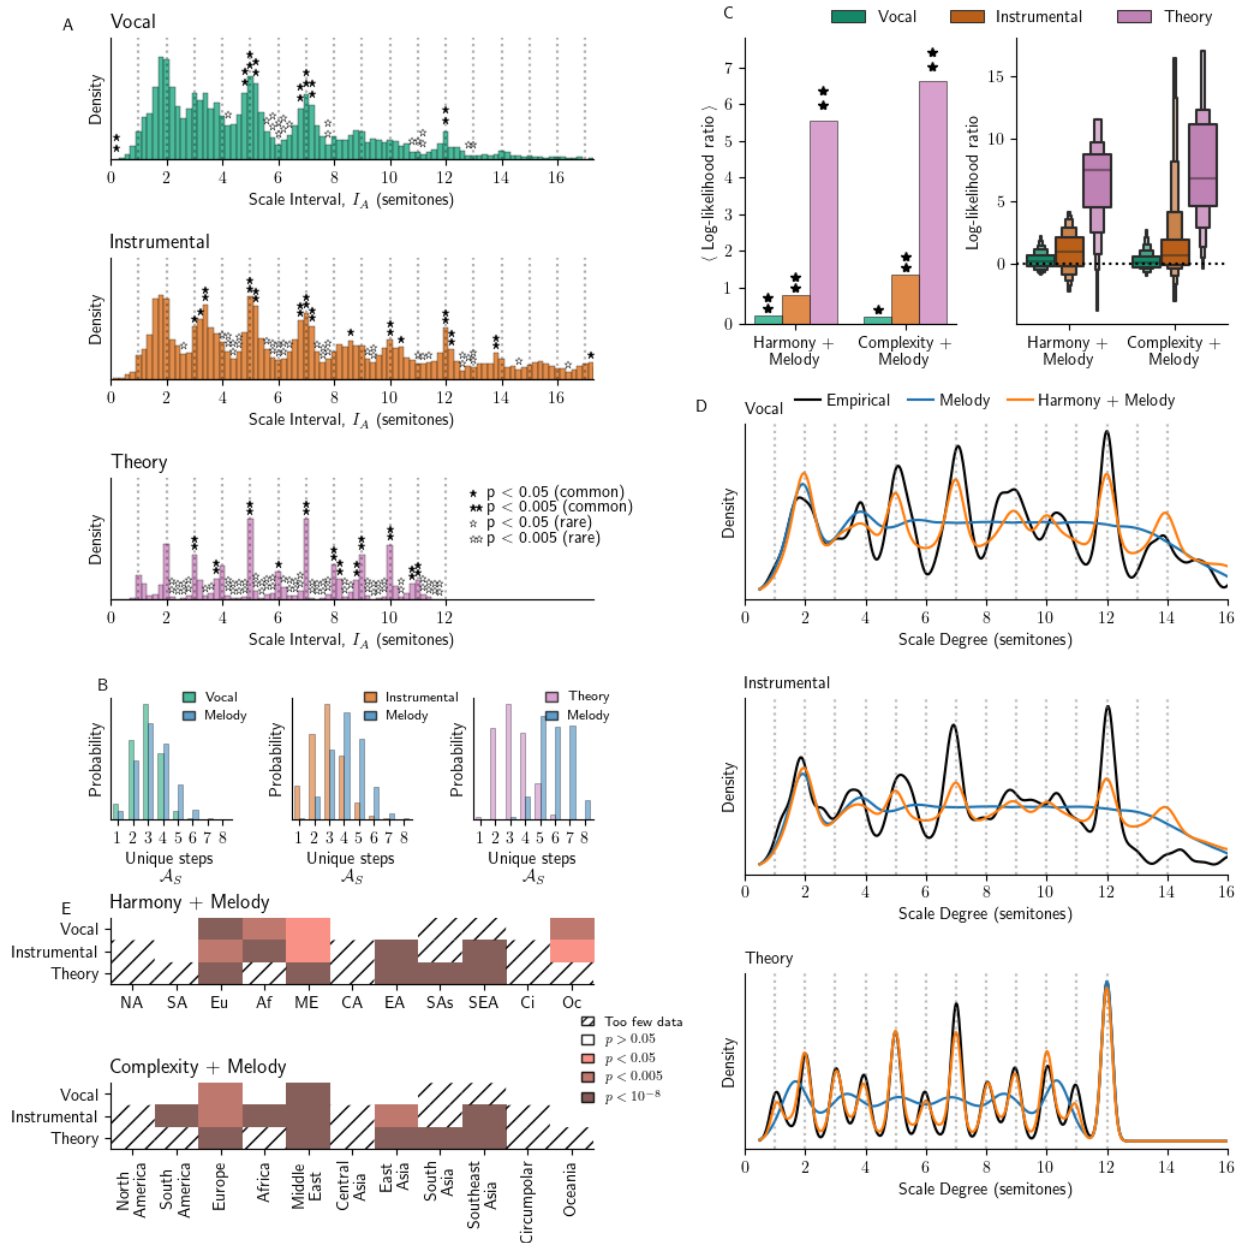 A
Vocal
Density
0 2 4 6 8 10 12 14 16
Scale Interval, I_A (semitones)
Instrumental
Density
0 2 4 6 8 10 12 14 16
Scale Interval, I_A (semitones)
Theory
Density
★ p < 0.05 (common)
★★ p < 0.005 (common)
☆ p < 0.05 (rare)
☆☆ p < 0.005 (rare)
0 2 4 6 8 10 12
Scale Interval, I_A (semitones)
B
Vocal
Melody
Probability
1 2 3 4 5 6 7 8
Unique steps
𝒜_S
Instrumental
Melody
Probability
1 2 3 4 5 6 7 8
Unique steps
𝒜_S
Theory
Melody
Probability
1 2 3 4 5 6 7 8
Unique steps
𝒜_S
C
Vocal Instrumental Theory
⟨ Log-likelihood ratio ⟩
7
6
5
4
3
2
1
0
Harmony +
Melody
Complexity +
Melody
Log-likelihood ratio
15
10
5
0
Harmony +
Melody
Complexity +
Melody
D
Vocal
Empirical Melody Harmony + Melody
Density
0 2 4 6 8 10 12 14 16
Scale Degree (semitones)
Instrumental
Density
0 2 4 6 8 10 12 14 16
Scale Degree (semitones)
Theory
Density
0 2 4 6 8 10 12 14 16
Scale Degree (semitones)
E
Harmony + Melody
Vocal
Instrumental
Theory
NA SA Eu Af ME CA EA SAs SEA Ci Oc
Too few data
p > 0.05
p < 0.05
p < 0.005
p < 10⁻⁸
Complexity + Melody
Vocal
Instrumental
Theory
North
America
South
America
Europe
Africa
Middle
East
Central
Asia
East
Asia
South
Asia
Southeast
Asia
Circumpolar
Oceania